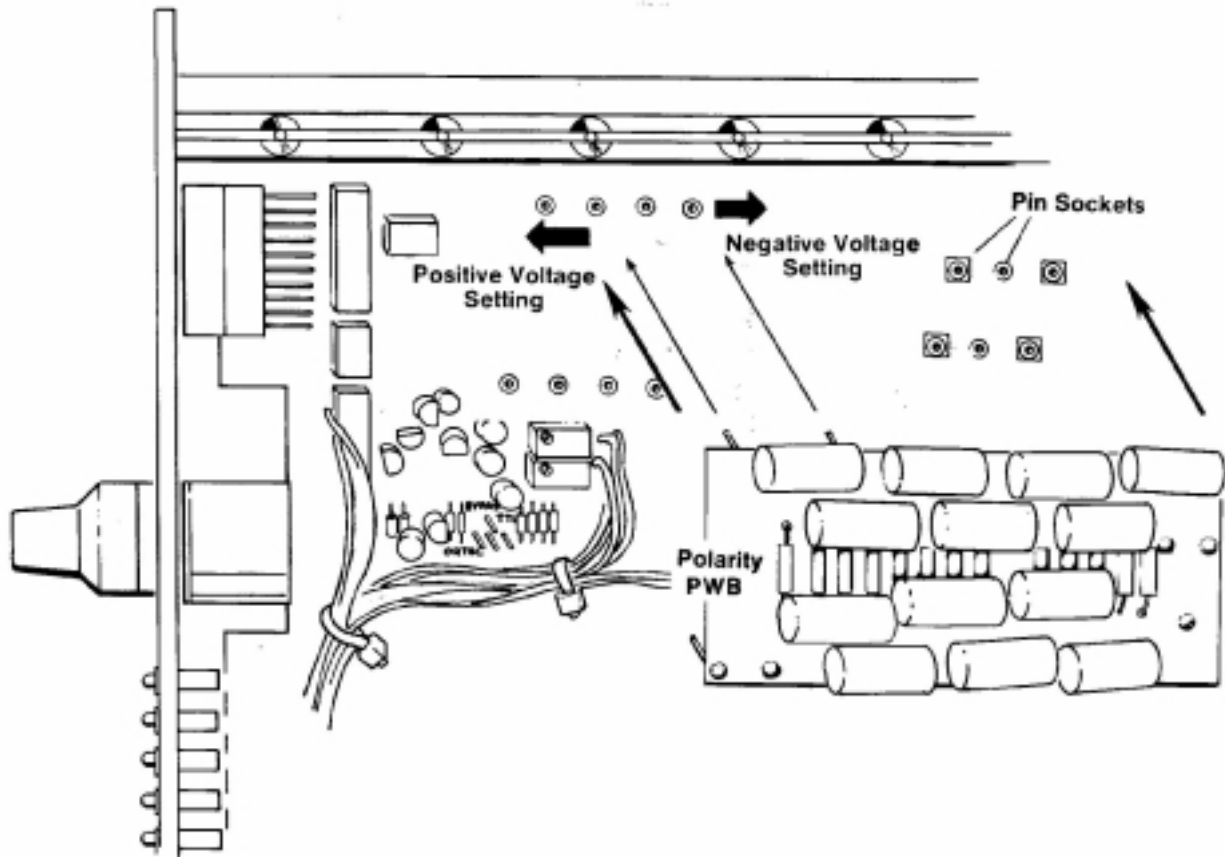 Pin Sockets
Negative Voltage
Setting
Positive Voltage
Setting
Polarity
PWB